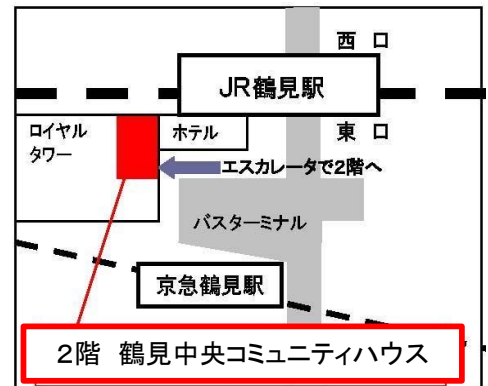 西 口
JR鶴見駅
東 口
ロイヤル
タワー
ホテル
エスカレータで2階へ
バスターミナル
京急鶴見駅
2階 鶴見中央コミュニティハウス